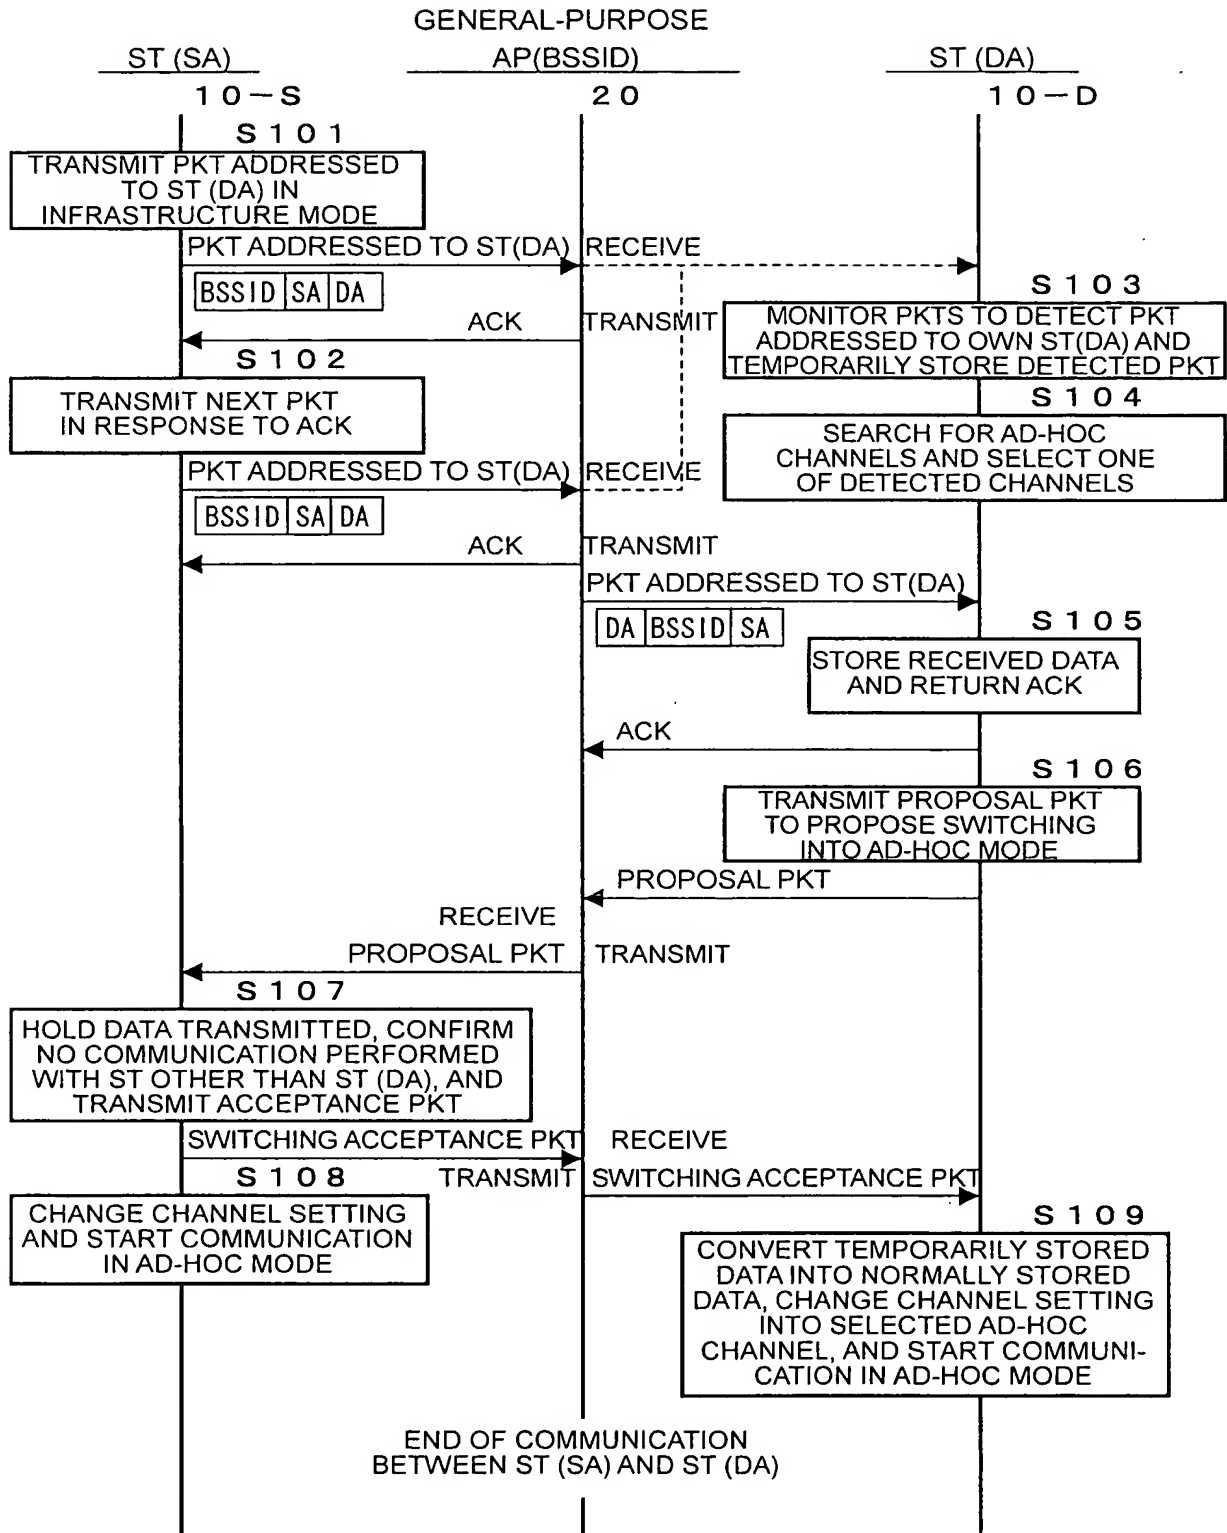 GENERAL-PURPOSE
ST (SA)
AP(BSSID)
ST (DA)
10-S
20
10-D
S101
TRANSMIT PKT ADDRESSED
TO ST (DA) IN
INFRASTRUCTURE MODE
PKT ADDRESSED TO ST(DA)
RECEIVE
BSSID SA DA
S103
MONITOR PKTS TO DETECT PKT
ADDRESSED TO OWN ST(DA) AND
TEMPORARILY STORE DETECTED PKT
ACK
TRANSMIT
S102
TRANSMIT NEXT PKT
IN RESPONSE TO ACK
S104
SEARCH FOR AD-HOC
CHANNELS AND SELECT ONE
OF DETECTED CHANNELS
PKT ADDRESSED TO ST(DA)
RECEIVE
BSSID SA DA
ACK
TRANSMIT
PKT ADDRESSED TO ST(DA)
DA BSSID SA
S105
STORE RECEIVED DATA
AND RETURN ACK
ACK
S106
TRANSMIT PROPOSAL PKT
TO PROPOSE SWITCHING
INTO AD-HOC MODE
PROPOSAL PKT
RECEIVE
PROPOSAL PKT
TRANSMIT
S107
HOLD DATA TRANSMITTED, CONFIRM
NO COMMUNICATION PERFORMED
WITH ST OTHER THAN ST (DA), AND
TRANSMIT ACCEPTANCE PKT
SWITCHING ACCEPTANCE PKT
RECEIVE
TRANSMIT
SWITCHING ACCEPTANCE PKT
S108
CHANGE CHANNEL SETTING
AND START COMMUNICATION
IN AD-HOC MODE
S109
CONVERT TEMPORARILY STORED
DATA INTO NORMALLY STORED
DATA, CHANGE CHANNEL SETTING
INTO SELECTED AD-HOC
CHANNEL, AND START COMMUNI-
CATION IN AD-HOC MODE
END OF COMMUNICATION
BETWEEN ST (SA) AND ST (DA)